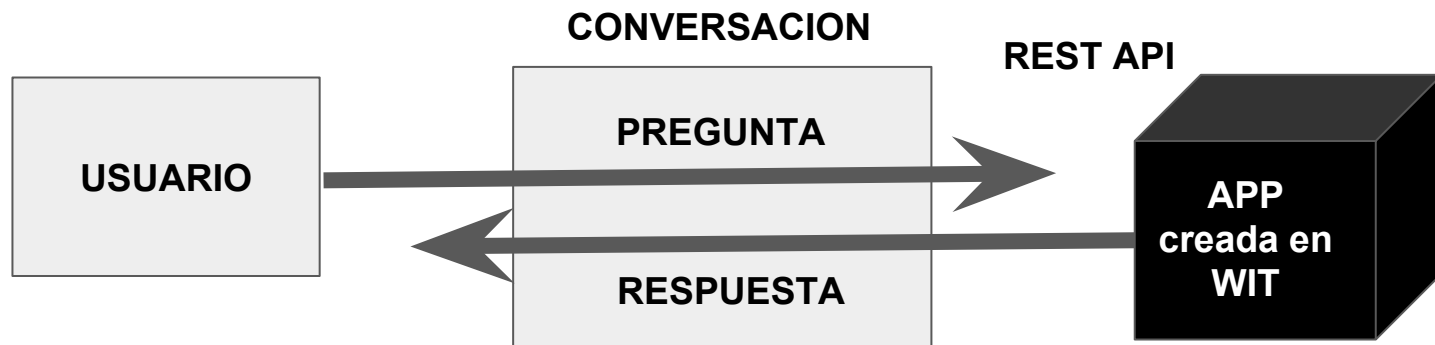 CONVERSACION
REST API
PREGUNTA
USUARIO
APP
creada en
WIT
RESPUESTA